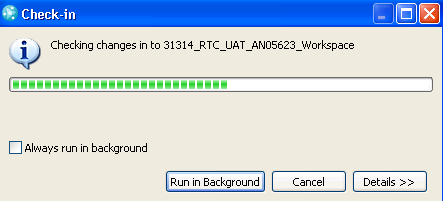 Check-in
Checking changes in to 31314_RTC_UAT_AN05623_Workspace
Always run in background
Run in Background
Cancel
Details >>